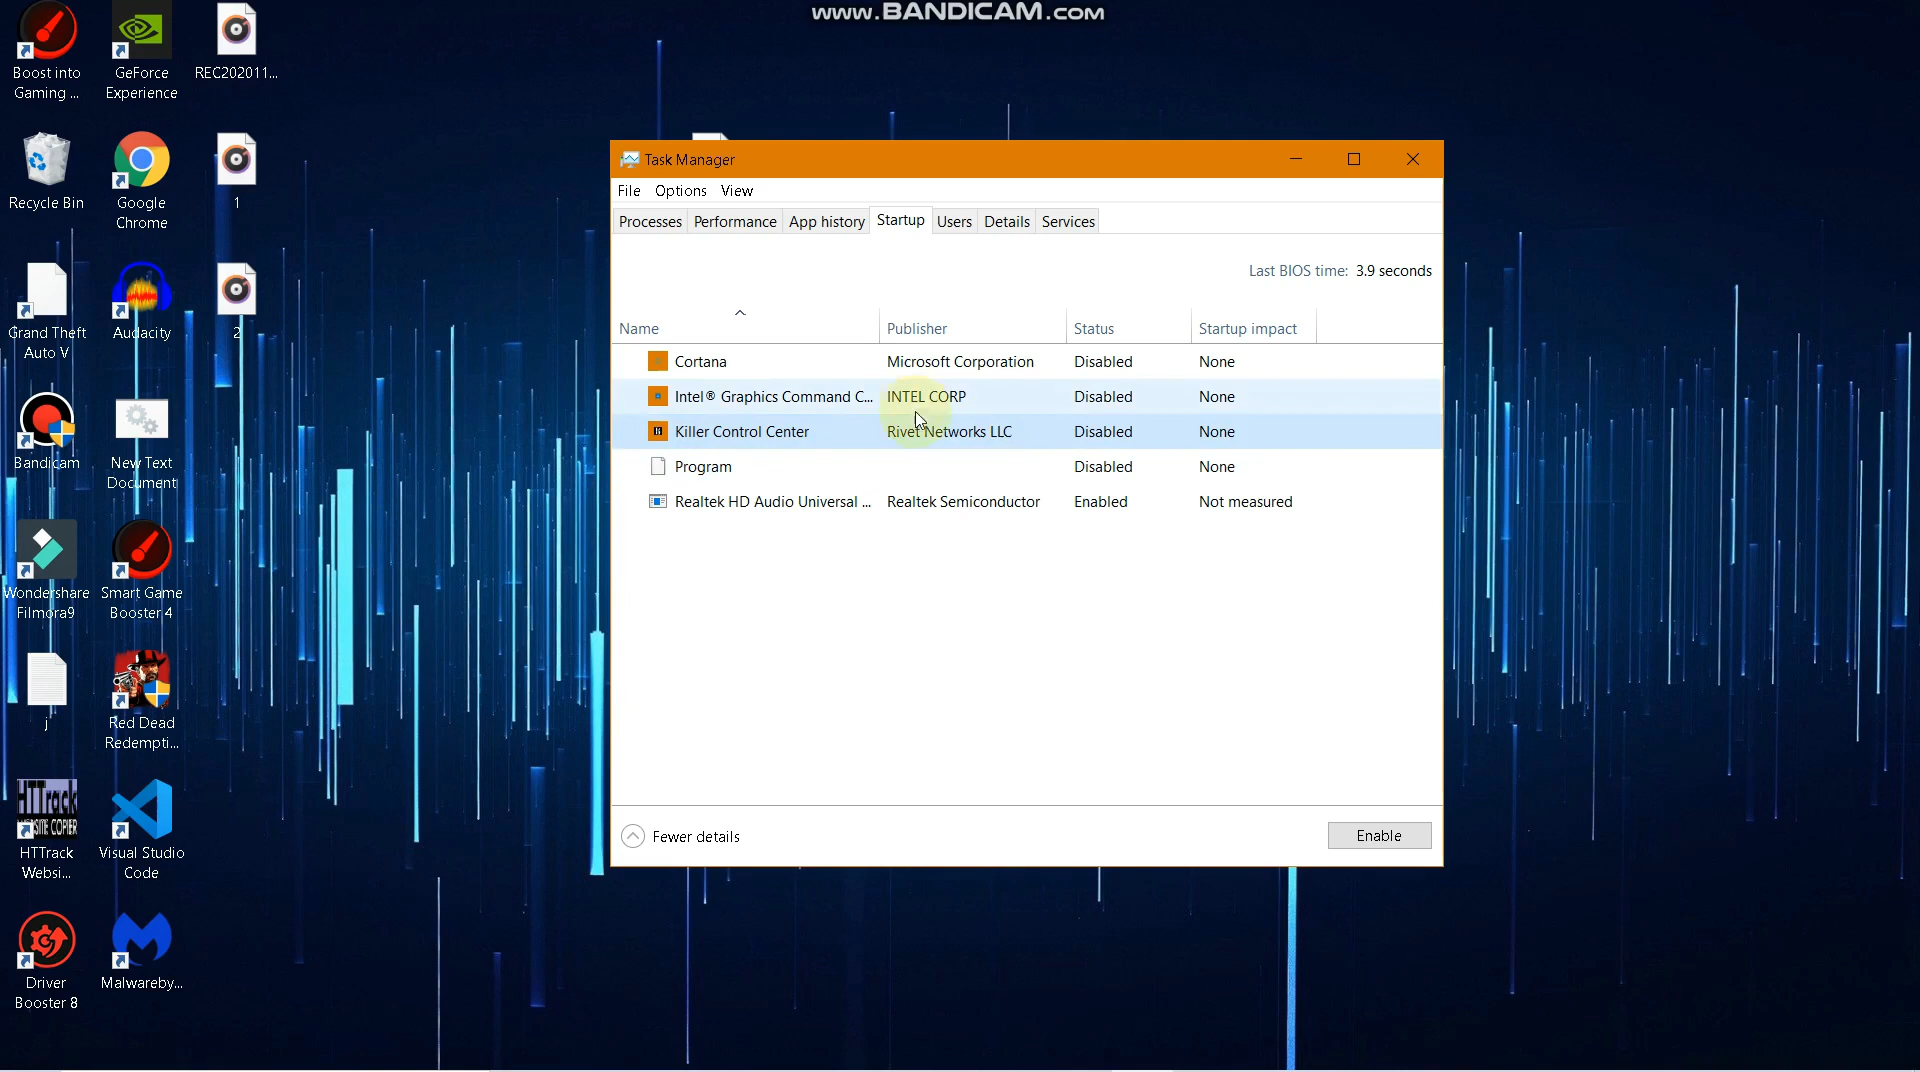 www.BANDICAM.com
Boost into
Gaming ...
GeForce
Experience
REC202011...
Recycle Bin
Google
Chrome
1
Grand Theft
Auto V
Audacity
2
Bandicam
New Text
Document
Wondershare
Filmora9
Smart Game
Booster 4
j
Red Dead
Redempti...
HTTrack
WEBSITE COPIER
HTTrack
Websi...
Visual Studio
Code
Driver
Booster 8
Malwareby...
Task Manager
File Options View
Processes Performance App history Startup Users Details Services
Last BIOS time: 3.9 seconds
Name Publisher Status Startup impact
Cortana Microsoft Corporation Disabled None
Intel® Graphics Command C... INTEL CORP Disabled None
Killer Control Center Rivet Networks LLC Disabled None
Program Disabled None
Realtek HD Audio Universal ... Realtek Semiconductor Enabled Not measured
Fewer details
Enable